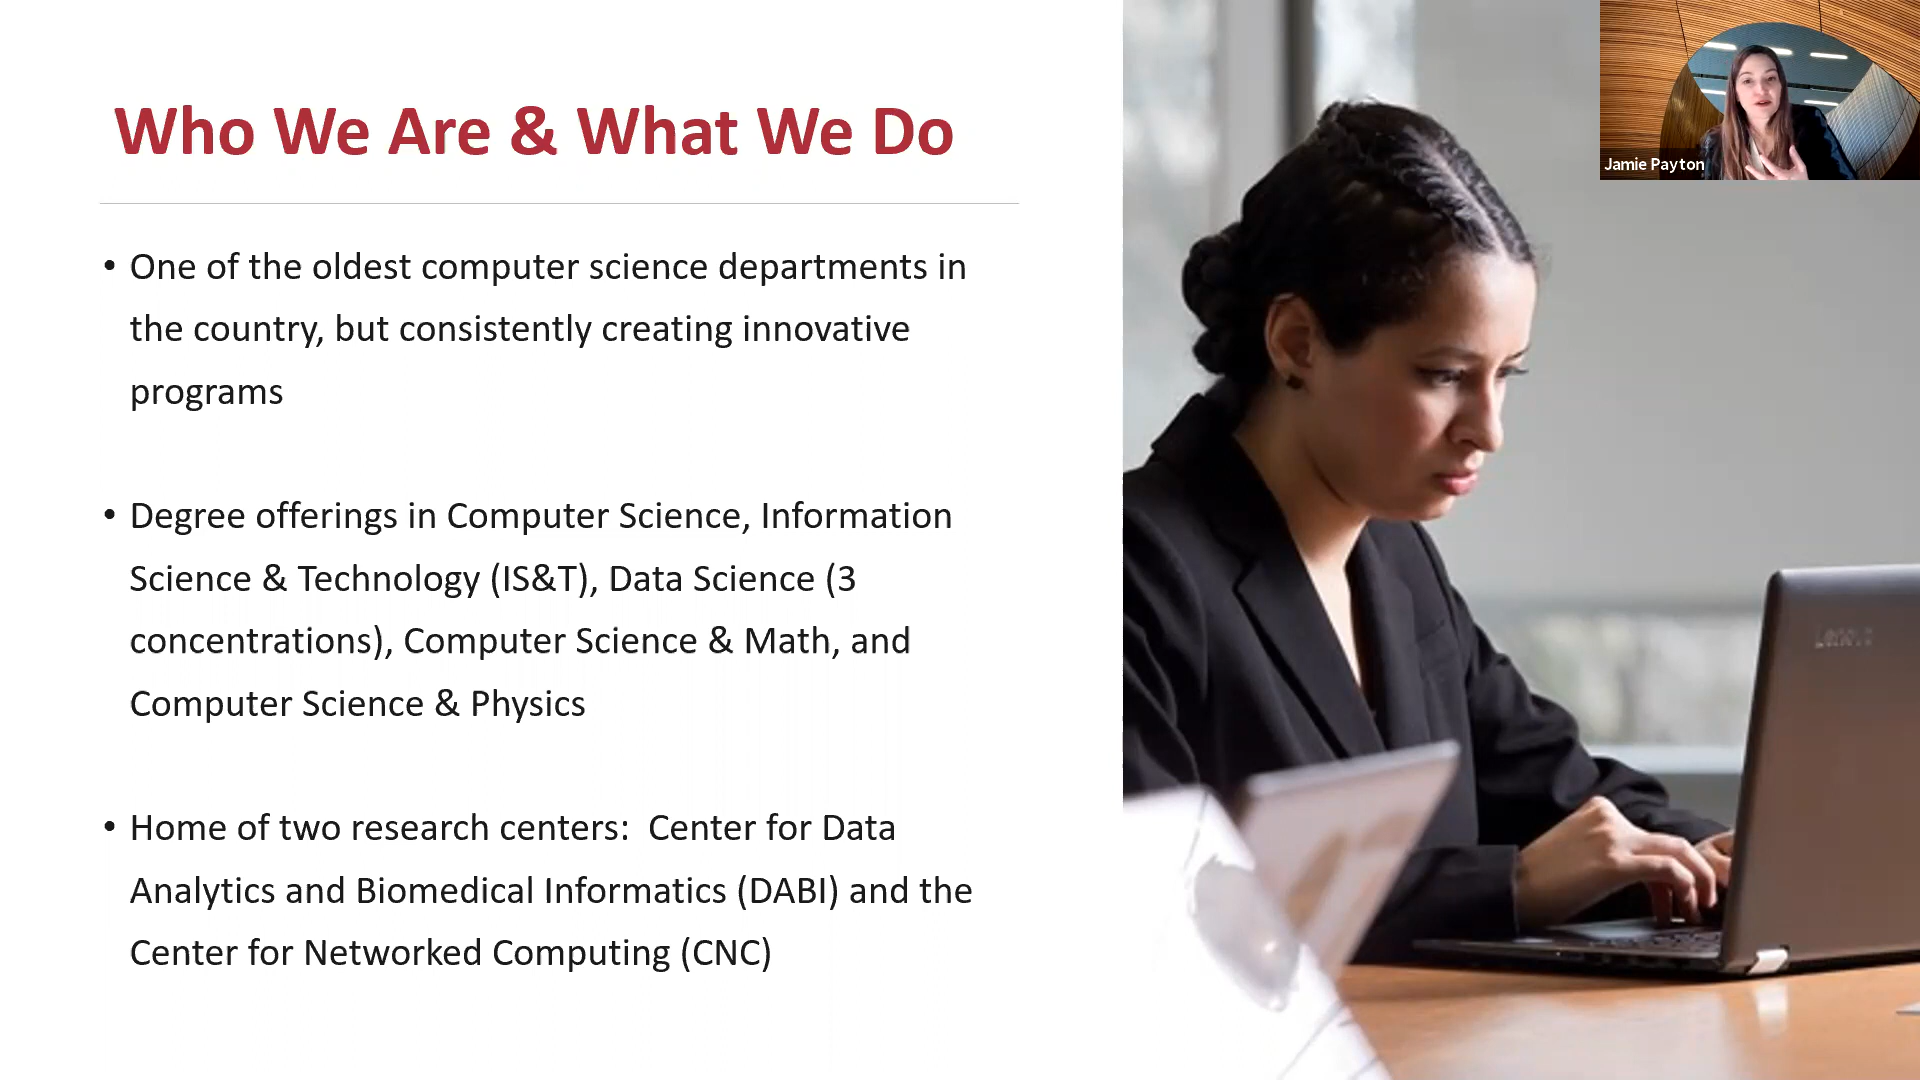 Who We Are & What We Do
Jamie Payton
• One of the oldest computer science departments in
the country, but consistently creating innovative
programs
• Degree offerings in Computer Science, Information
Science & Technology (IS&T), Data Science (3
concentrations), Computer Science & Math, and
Computer Science & Physics
• Home of two research centers:  Center for Data
Analytics and Biomedical Informatics (DABI) and the
Center for Networked Computing (CNC)
Lenovo